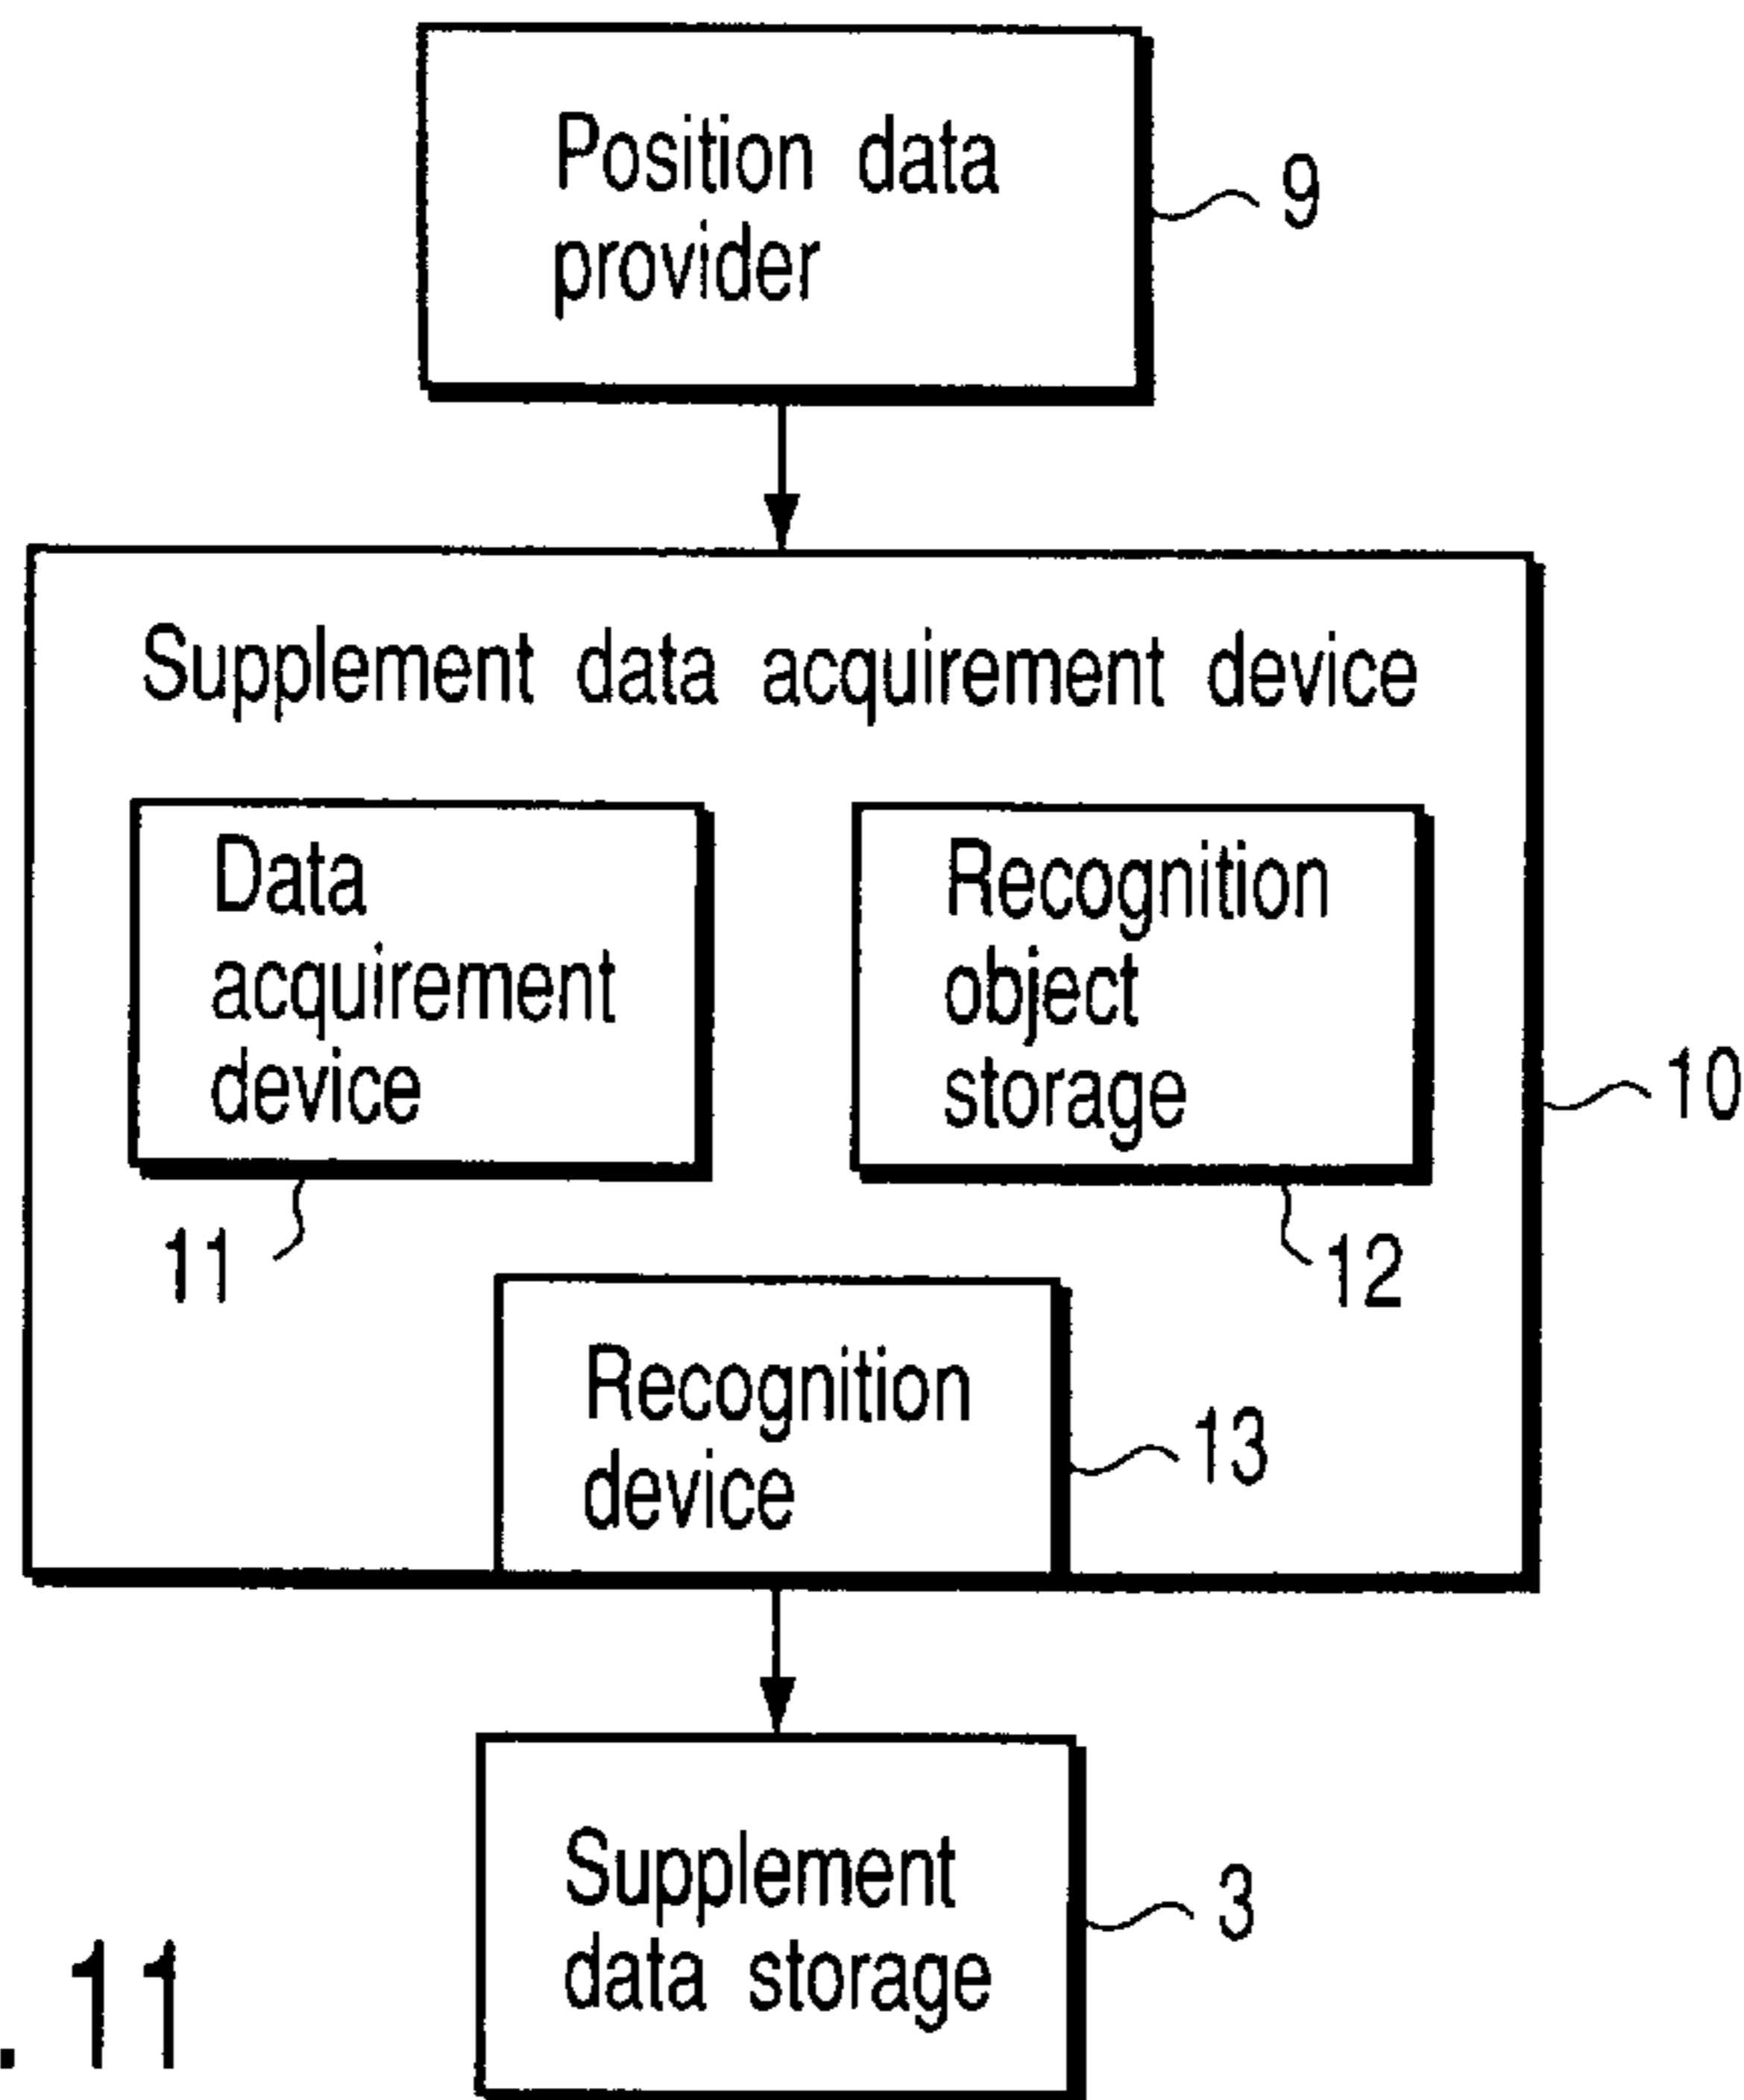 Position data
provider
9
Supplement data acquirement device
Data
acquirement
device
Recognition
object
storage
10
11
12
Recognition
device
13
Supplement
data storage
3
. 11